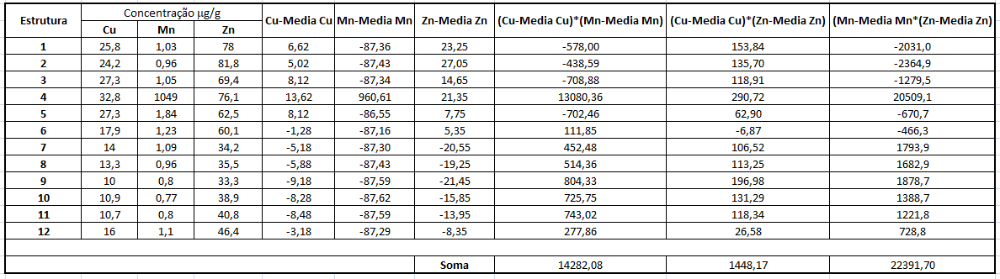 Estrutura Concentração µg/g Cu-Media Cu Mn-Media Mn Zn-Media Zn (Cu-Media Cu)*(Mn-Media Mn) (Cu-Media Cu)*(Zn-Media Zn) (Mn-Media Mn*(Zn-Media Zn)
Cu Mn Zn
1 25,8 1,03 78 6,62 -87,36 23,25 -578,00 153,84 -2031,0
2 24,2 0,96 81,8 5,02 -87,43 27,05 -438,59 135,70 -2364,9
3 27,3 1,05 69,4 8,12 -87,34 14,65 -708,88 118,91 -1279,5
4 32,8 1049 76,1 13,62 960,61 21,35 13080,36 290,72 20509,1
5 27,3 1,84 62,5 8,12 -86,55 7,75 -702,46 62,90 -670,7
6 17,9 1,23 60,1 -1,28 -87,16 5,35 111,85 -6,87 -466,3
7 14 1,09 34,2 -5,18 -87,30 -20,55 452,48 106,52 1793,9
8 13,3 0,96 35,5 -5,88 -87,43 -19,25 514,36 113,25 1682,9
9 10 0,8 33,3 -9,18 -87,59 -21,45 804,33 196,98 1878,7
10 10,9 0,77 38,9 -8,28 -87,62 -15,85 725,75 131,29 1388,7
11 10,7 0,8 40,8 -8,48 -87,59 -13,95 743,02 118,34 1221,8
12 16 1,1 46,4 -3,18 -87,29 -8,35 277,86 26,58 728,8
Soma 14282,08 1448,17 22391,70